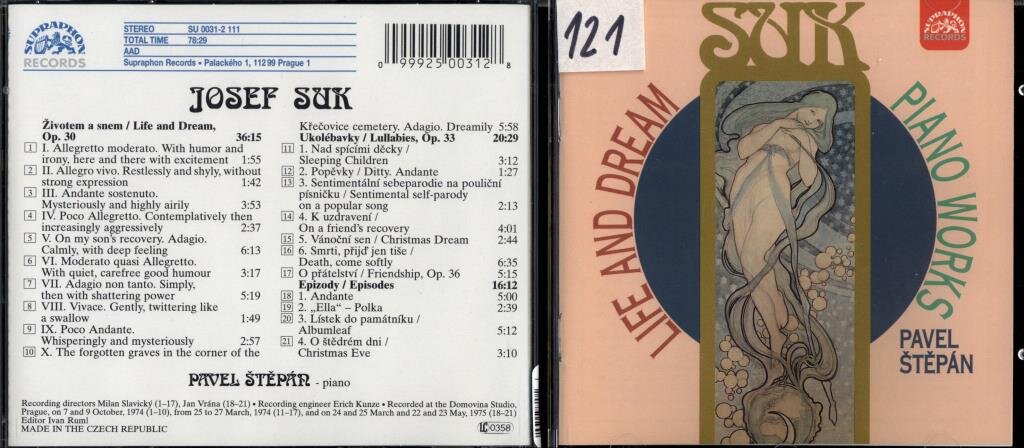 SUPRAPHON
RECORDS
STEREO SU 0031-2 111
TOTAL TIME 78:29
AAD
Supraphon Records • Palackého 1, 112 99 Prague 1
0 99925 00312 8
JOSEF SUK
Životem a snem / Life and Dream,
Op. 30 36:15
1 I. Allegretto moderato. With humor and
irony, here and there with excitement 1:55
2 II. Allegro vivo. Restlessly and shyly, without
strong expression 1:42
3 III. Andante sostenuto.
Mysteriously and highly airily 3:53
4 IV. Poco Allegretto. Contemplatively then
increasingly aggressively 2:37
5 V. On my son's recovery. Adagio.
Calmly, with deep feeling 6:13
6 VI. Moderato quasi Allegretto.
With quiet, carefree good humour 3:17
7 VII. Adagio non tanto. Simply,
then with shattering power 5:19
8 VIII. Vivace. Gently, twittering like
a swallow 1:49
9 IX. Poco Andante.
Whisperingly and mysteriously 2:57
10 X. The forgotten graves in the corner of the
Křečovice cemetery. Adagio. Dreamily 5:58
Ukolébavky / Lullabies, Op. 33 20:29
11 1. Nad spícími děcky /
Sleeping Children 3:12
12 2. Popěvky / Ditty. Andante 1:27
13 3. Sentimentální sebeparodie na pouliční
písničku / Sentimental self-parody
on a popular song 2:13
14 4. K uzdravení /
On a friend's recovery 4:01
15 5. Vánoční sen / Christmas Dream 2:44
16 6. Smrti, přijď jen tiše /
Death, come softly 6:35
17 O přátelství / Friendship, Op. 36 5:15
Epizody / Episodes 16:12
18 1. Andante 5:00
19 2. „Ella“ – Polka 2:39
20 3. Lístek do památníku /
Albumleaf 5:12
21 4. O štědrém dni /
Christmas Eve 3:10
PAVEL ŠTĚPÁN - piano
Recording directors Milan Slavický (1–17), Jan Vrána (18–21) • Recording engineer Erich Kunze • Recorded at the Domovina Studio,
Prague, on 7 and 9 October, 1974 (1–10), from 25 to 27 March, 1974 (11–17), and on 24 and 25 March and 22 and 23 May, 1975 (18–21)
Editor Ivan Ruml
MADE IN THE CZECH REPUBLIC
LC 0358
121
SUK
SUPRAPHON
RECORDS
LIFE AND DREAM
PIANO WORKS
PAVEL
ŠTĚPÁN